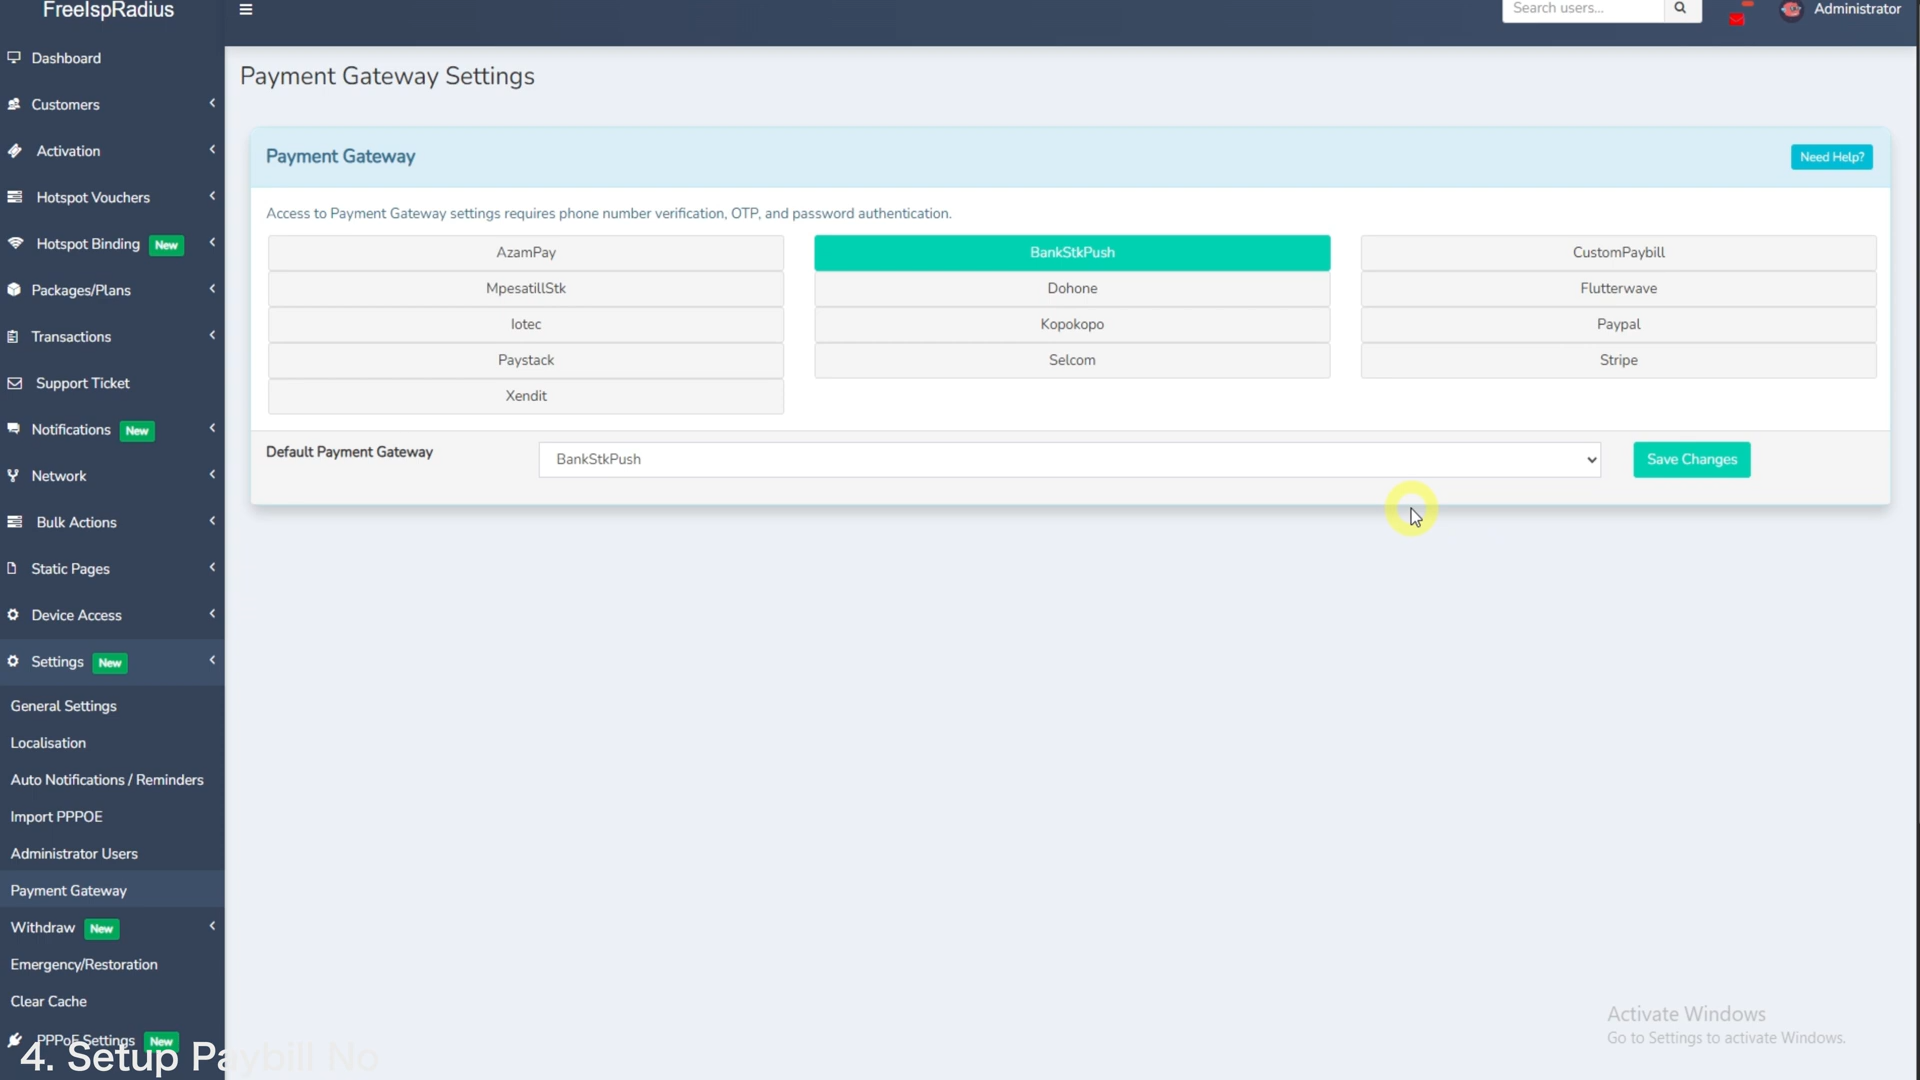 FreeIspRadius
Search users...
Administrator
Dashboard
Customers
Activation
Hotspot Vouchers
Hotspot Binding New
Packages/Plans
Transactions
Support Ticket
Notifications New
Network
Bulk Actions
Static Pages
Device Access
Settings New
General Settings
Localisation
Auto Notifications / Reminders
Import PPPOE
Administrator Users
Payment Gateway
Withdraw New
Emergency/Restoration
Clear Cache
PPPoE Settings New
Payment Gateway Settings
Payment Gateway
Need Help?
Access to Payment Gateway settings requires phone number verification, OTP, and password authentication.
AzamPay
BankStkPush
CustomPaybill
MpesatillStk
Dohone
Flutterwave
Iotec
Kopokopo
Paypal
Paystack
Selcom
Stripe
Xendit
Default Payment Gateway
BankStkPush
Save Changes
Activate Windows
Go to Settings to activate Windows.
4. Setup Paybill No